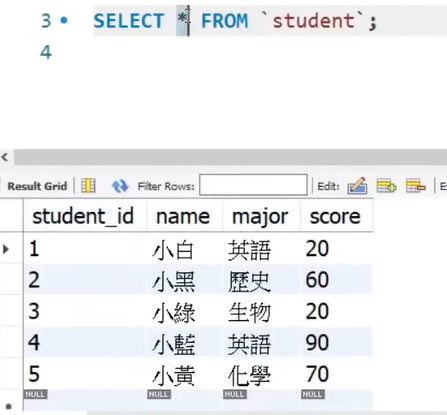 3 SELECT * FROM `student`;
4
Result Grid Filter Rows: Edit:
student_id name major score
1 小白 英語 20
2 小黑 歷史 60
3 小綠 生物 20
4 小藍 英語 90
5 小黃 化學 70
NULL NULL NULL NULL